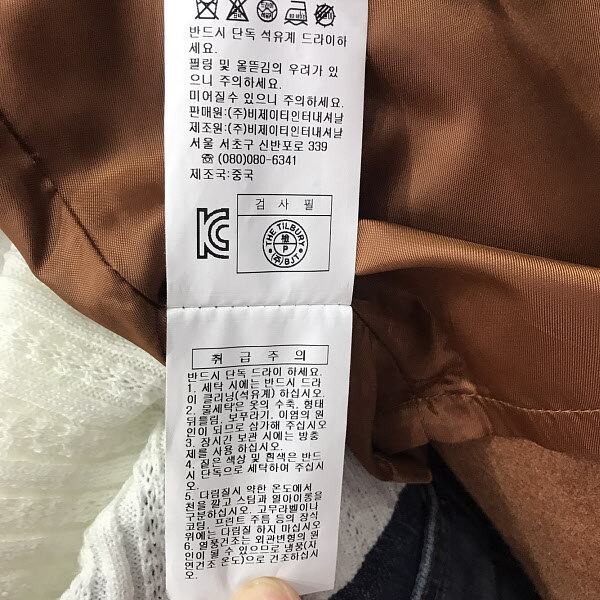 반드시 단독 석유계 드라이하
세요.
필링 및 올뜯김의 우려가 있
으니 주의하세요.
미어질수 있으니 주의하세요.
판매원:(주)비제이티인터내셔날
제조원:(주)비제이티인터내셔날
서울 서초구 신반포로 339
☎ (080)080-6341
제조국:중국
검 사 필
THE TILBURY
檢
P
(주)BJT
취 급 주 의
반드시 단독 드라이 하세요.
1. 세탁 시에는 반드시 드라
이 클리닝(석유계) 하십시오.
2. 물세탁은 옷의 수축, 형태
뒤틀림, 보푸라기, 이염의 원
인이 되므로 삼가해 주십시오
3. 장시간 보관 시에는 방충
제를 사용 하십시오.
4. 짙은 색상 및 흰색은 반드
시 단독으로 세탁하여 주십시
오.
5. 다림질시 약한 온도에서
천을 깔고 스팀과 열아이롱을
구분하십시오. 고무라벨이나
코팅, 프린트 주름 등의 장식
위에는 다림질 하지 마십시오
6. 열풍건조는 외관변형의 원
인이 될 수 있으므로 냉풍(자
연건조 온도)으로 건조하십시
오.